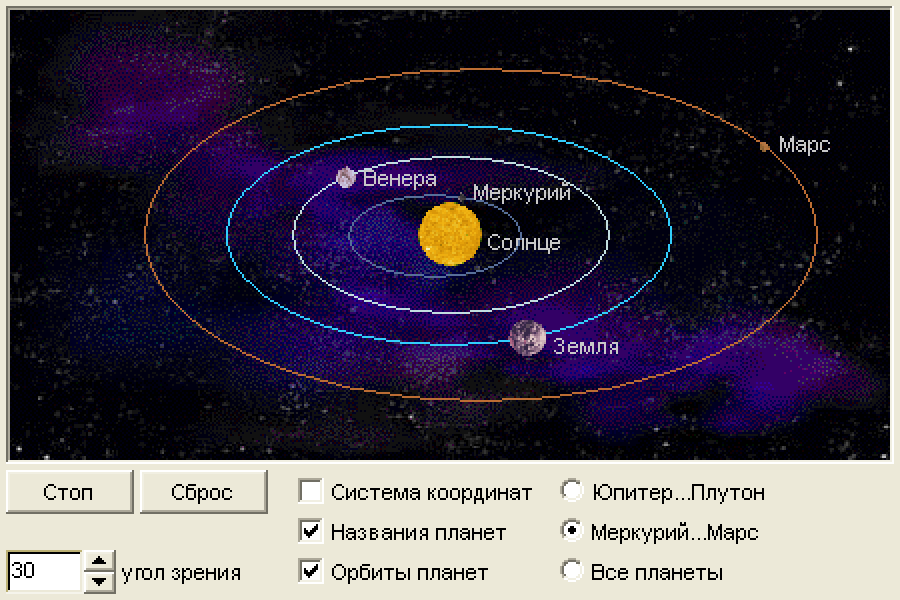 Марс
Венера
Меркурий
Солнце
Земля
Стоп
Сброс
Система координат
Юпитер...Плутон
Названия планет
Меркурий...Марс
30
угол зрения
Орбиты планет
Все планеты